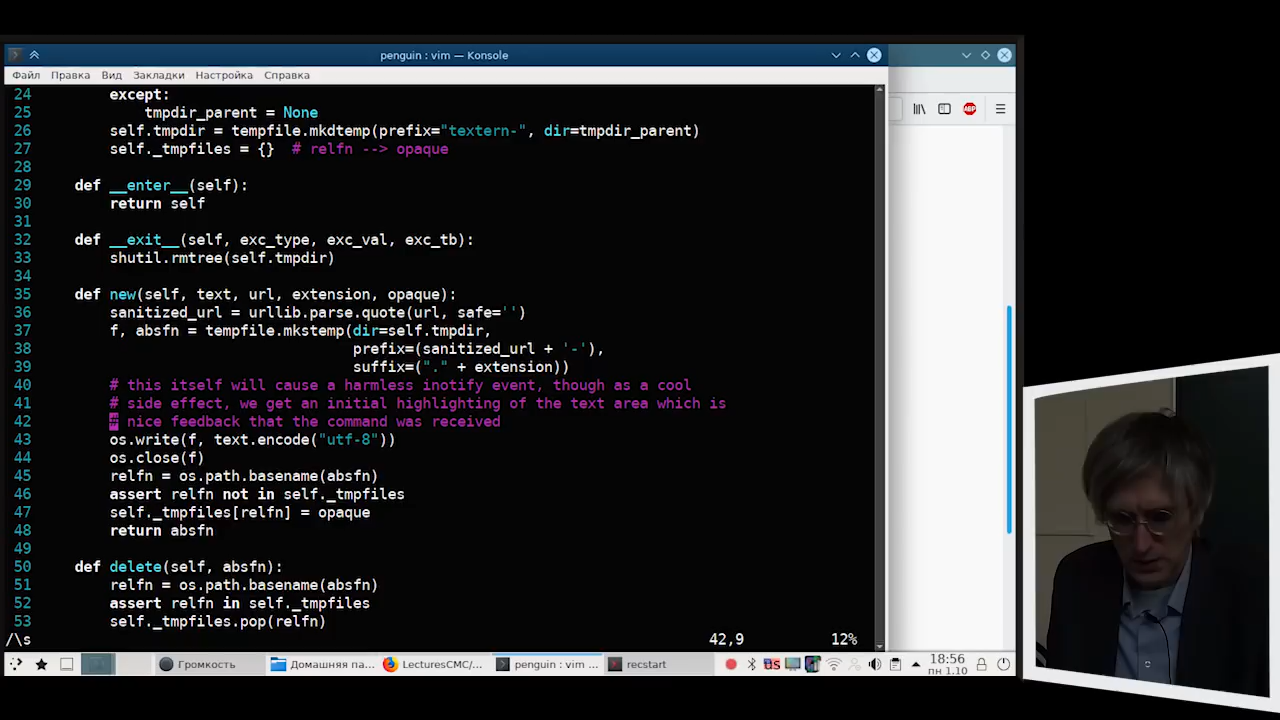 penguin : vim — Konsole
Файл Правка Вид Закладки Настройка Справка
24 except:
25 tmpdir_parent = None
26 self.tmpdir = tempfile.mkdtemp(prefix="textern-", dir=tmpdir_parent)
27 self._tmpfiles = {}  # relfn --> opaque
28
29 def __enter__(self):
30 return self
31
32 def __exit__(self, exc_type, exc_val, exc_tb):
33 shutil.rmtree(self.tmpdir)
34
35 def new(self, text, url, extension, opaque):
36 sanitized_url = urllib.parse.quote(url, safe='')
37 f, absfn = tempfile.mkstemp(dir=self.tmpdir,
38 prefix=(sanitized_url + '-'),
39 suffix=("." + extension))
40 # this itself will cause a harmless inotify event, though as a cool
41 # side effect, we get an initial highlighting of the text area which is
42 # nice feedback that the command was received
43 os.write(f, text.encode("utf-8"))
44 os.close(f)
45 relfn = os.path.basename(absfn)
46 assert relfn not in self._tmpfiles
47 self._tmpfiles[relfn] = opaque
48 return absfn
49
50 def delete(self, absfn):
51 relfn = os.path.basename(absfn)
52 assert relfn in self._tmpfiles
53 self._tmpfiles.pop(relfn)
/\s 42,9 12%
Громкость Домашняя па... LecturesCMC/... penguin : vim ... recstart US 18:56
пн 1.10
ABP